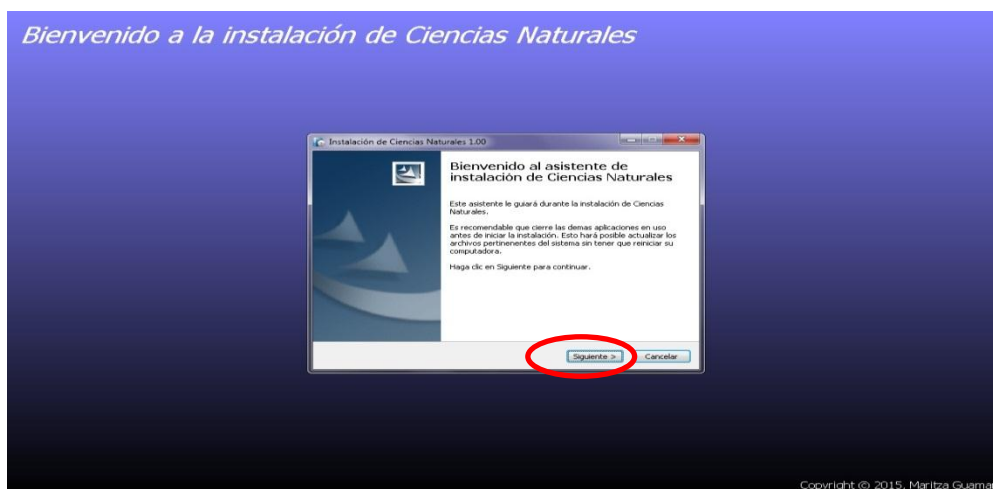 Bienvenido a la instalación de Ciencias Naturales
Instalación de Ciencias Naturales 1.00
Bienvenido al asistente de
instalación de Ciencias Naturales
Este asistente le guiará durante la instalación de Ciencias
Naturales.
Es recomendable que cierre las demas aplicaciones en uso
antes de iniciar la instalación. Esto hará posible actualizar los
archivos pertinenentes del sistema sin tener que reiniciar su
computadora.
Haga clic en Siguiente para continuar.
Siguiente >
Cancelar
Copyright © 2015, Maritza Guama